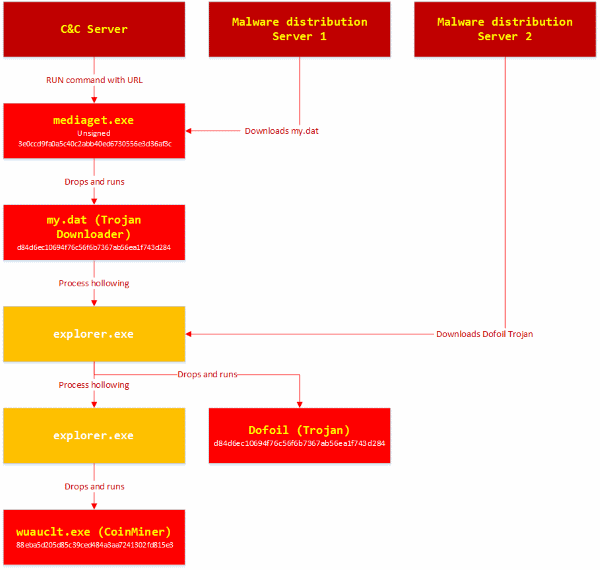 C&C Server
Malware distribution
Server 1
Malware distribution
Server 2
RUN command with URL
mediaget.exe
Unsigned
3e0ccd9fa0a5c40c2abb40ed6730556e3d36af3c
Downloads my.dat
Drops and runs
my.dat (Trojan
Downloader)
d84d6ec10694f76c56f6b7367ab56ea1f743d284
Process hollowing
explorer.exe
Downloads Dofoil Trojan
Drops and runs
Process hollowing
explorer.exe
Dofoil (Trojan)
d84d6ec10694f76c56f6b7367ab56ea1f743d284
Drops and runs
wuauclt.exe (CoinMiner)
88eba5d205d85c39ced484a3aa7241302fd815e3